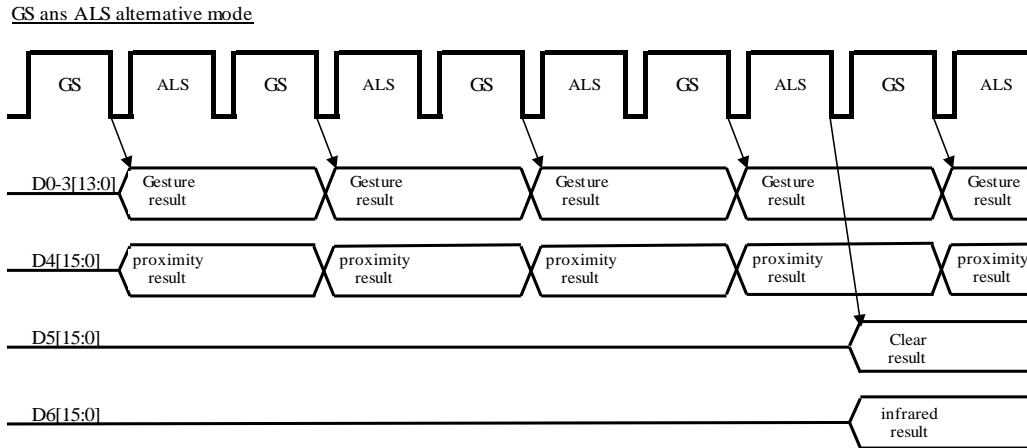 GS ans ALS alternative mode
GS ALS GS ALS GS ALS GS ALS GS ALS
D0-3[13:0] Gesture Gesture Gesture Gesture Gesture
result result result result result
D4[15:0] proximity proximity proximity proximity proximity
result result result result result
D5[15:0] Clear
result
D6[15:0] infrared
result